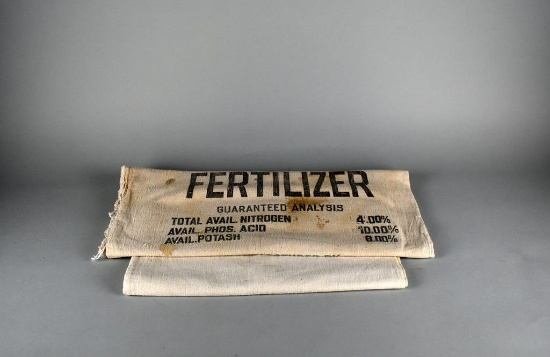 FERTILIZER
GUARANTEED ANALYSIS
TOTAL AVAIL. NITROGEN 4.00%
AVAIL. PHOS. ACID 10.00%
AVAIL. POTASH 6.00%